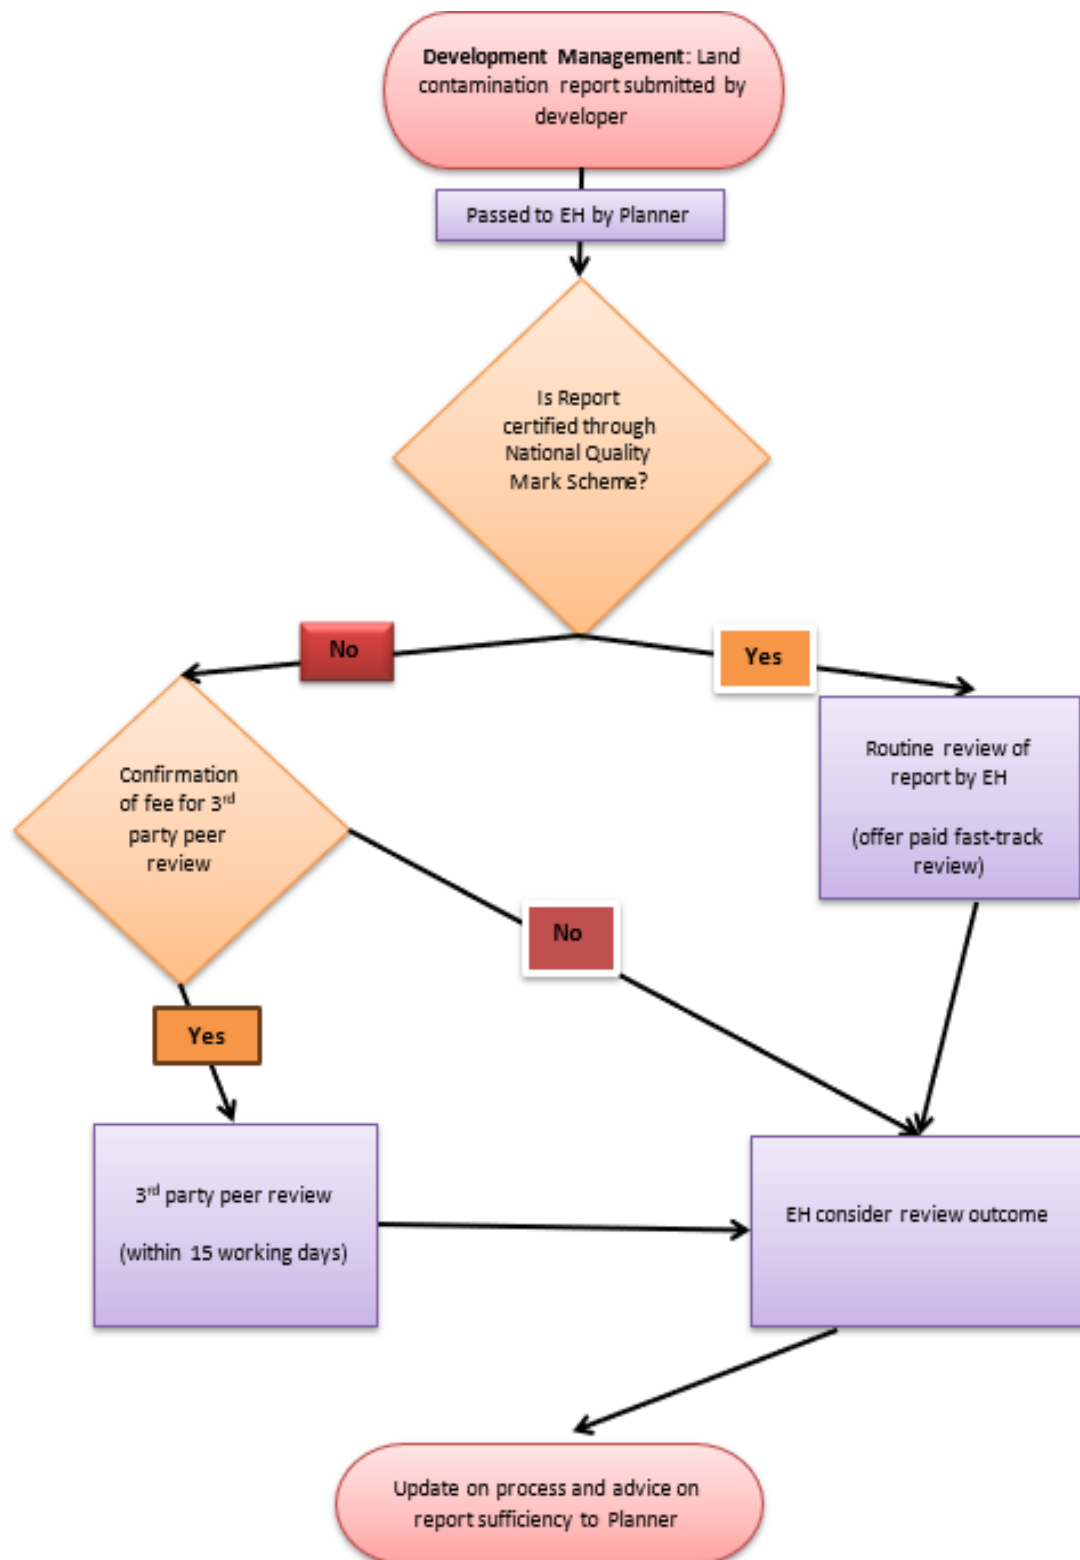 Development Management: Land
contamination report submitted by
developer
Passed to EH by Planner
Is Report
certified through
National Quality
Mark Scheme?
No
Yes
Confirmation
of fee for 3rd
party peer
review
Routine review of
report by EH
(offer paid fast-track
review)
No
Yes
3rd party peer review
(within 15 working days)
EH consider review outcome
Update on process and advice on
report sufficiency to Planner